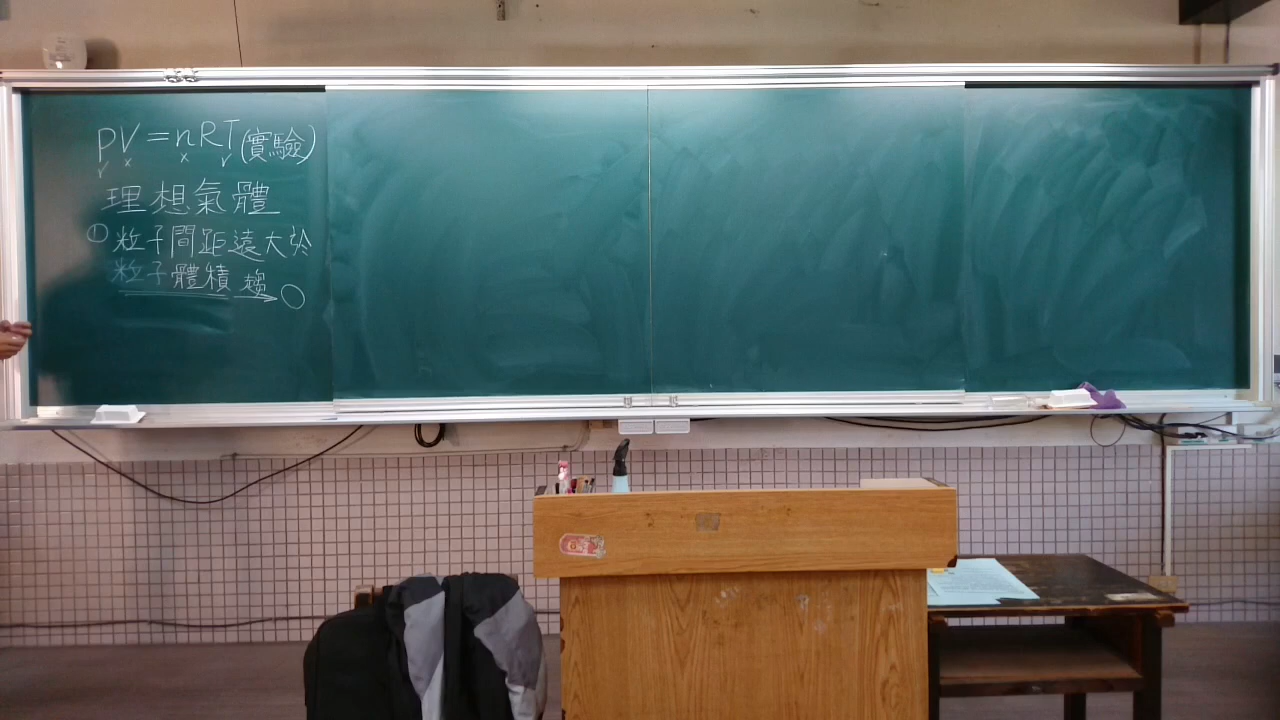 PV=nRT(實驗)
✓ × × ✓
理想氣體
①粒子間距遠大於
粒子體積 趨→0